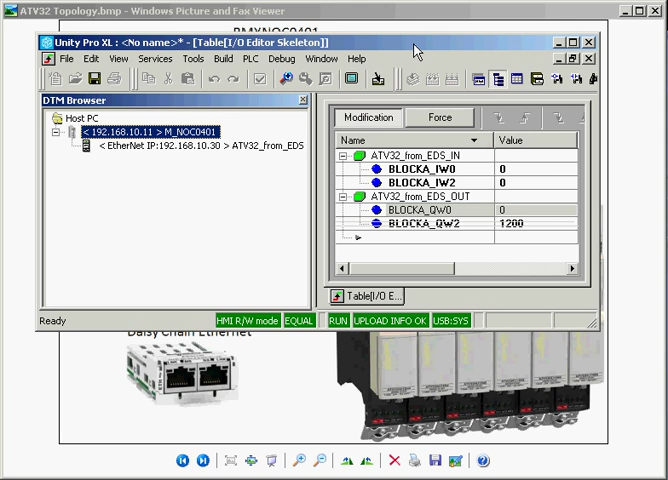 ATV32 Topology.bmp - Windows Picture and Fax Viewer
BMXNOC0401
Unity Pro XL : <No name>* - [Table[I/O Editor Skeleton]]
File Edit View Services Tools Build PLC Debug Window Help
DTM Browser
Host PC
< 192.168.10.11 > M_NOC0401
< EtherNet IP:192.168.10.30 > ATV32_from_EDS
Modification Force
Name Value
ATV32_from_EDS_IN
BLOCKA_IW0 0
BLOCKA_IW2 0
ATV32_from_EDS_OUT
BLOCKA_QW0 0
BLOCKA_QW2 1200
Table[I/O E...
Ready HMI R/W mode EQUAL RUN UPLOAD INFO OK USB:SYS
Daisy Chain Ethernet